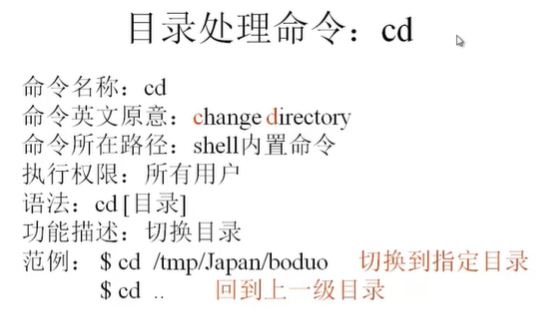 目录处理命令：cd
命令名称：cd
命令英文原意：change directory
命令所在路径：shell内置命令
执行权限：所有用户
语法：cd [目录]
功能描述：切换目录
范例： $ cd /tmp/Japan/boduo 切换到指定目录
$ cd .. 回到上一级目录